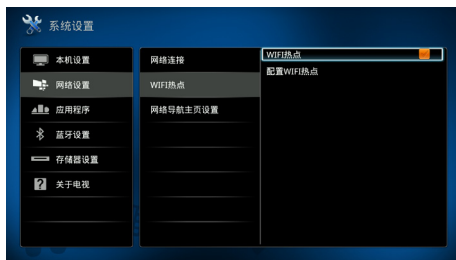 系统设置
本机设置
网络设置
应用程序
蓝牙设置
存储器设置
关于电视
网络连接
WIFI热点
网络导航主页设置
WIFI热点
配置WIFI热点